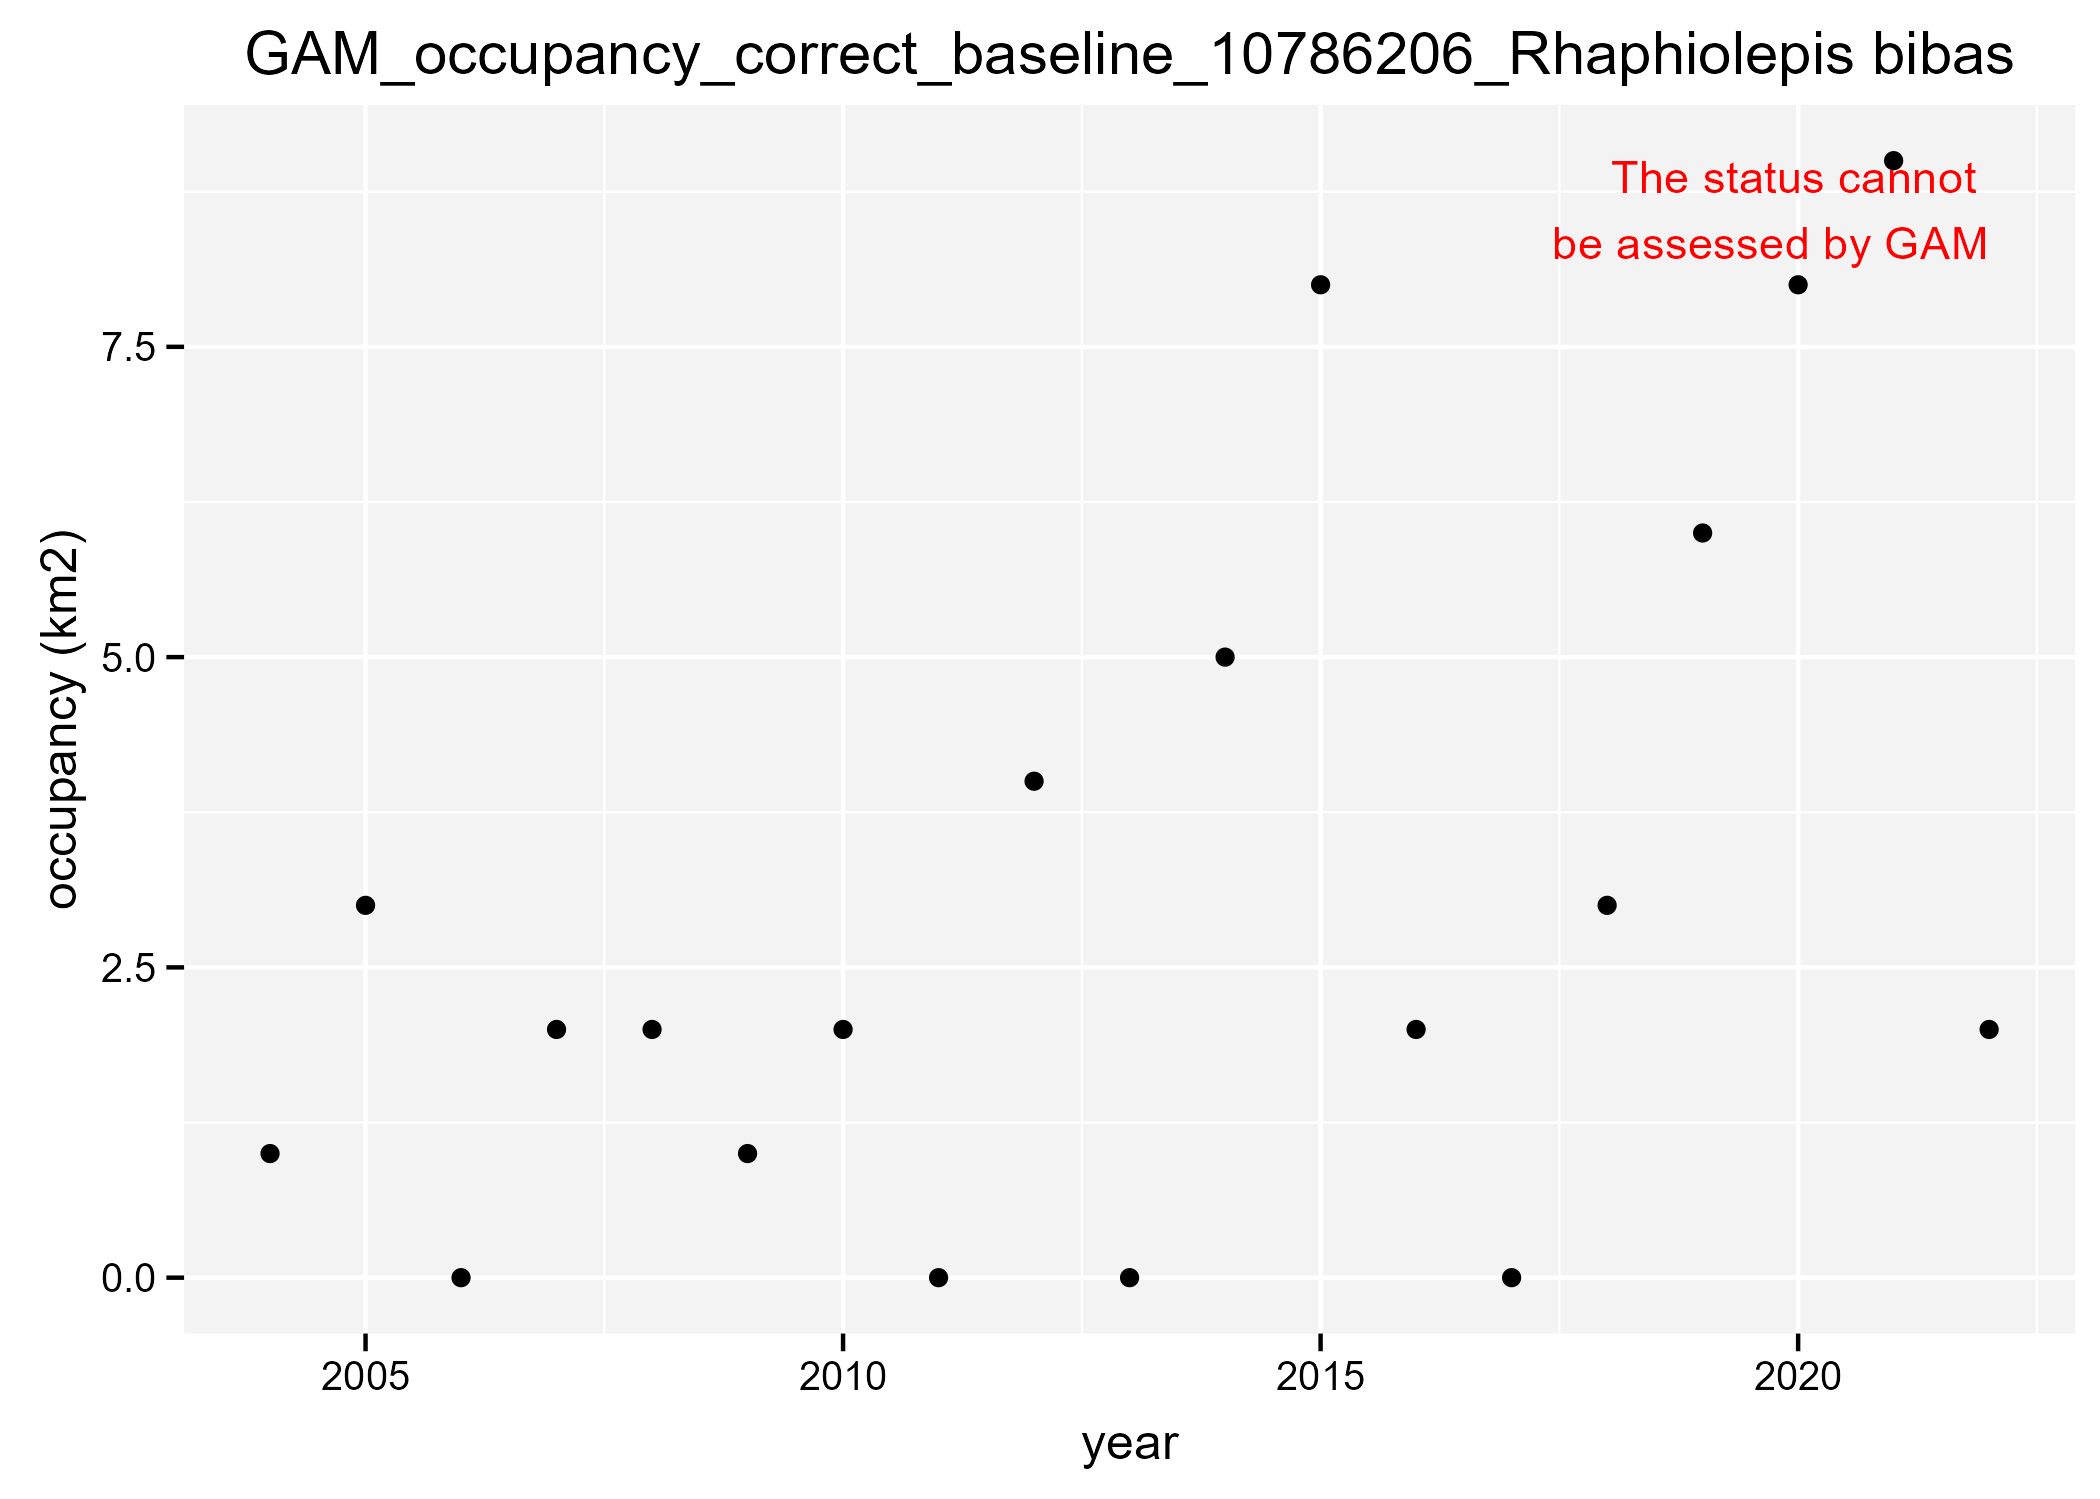 GAM_occupancy_correct_baseline_10786206_Rhaphiolepis bibas
The status cannot
be assessed by GAM
7.5
5.0
2.5
0.0
occupancy (km2)
2005 2010 2015 2020
year